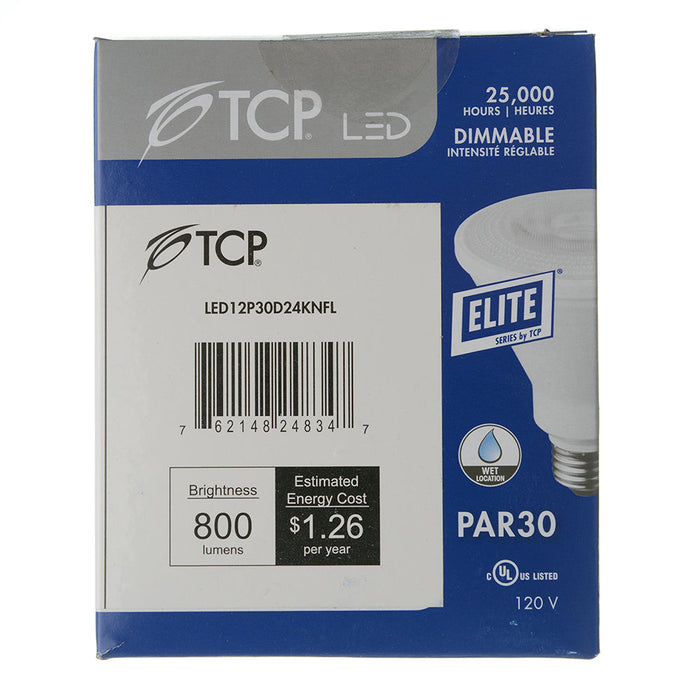 TCP® LED
25,000
HOURS | HEURES
DIMMABLE
INTENSITÉ RÉGLABLE
TCP®
LED12P30D24KNFL
7 62148 24834 7
Brightness
800
lumens
Estimated
Energy Cost
$1.26
per year
ELITE®
SERIES by TCP
WET
LOCATION
PAR30
C UL US LISTED
120 V